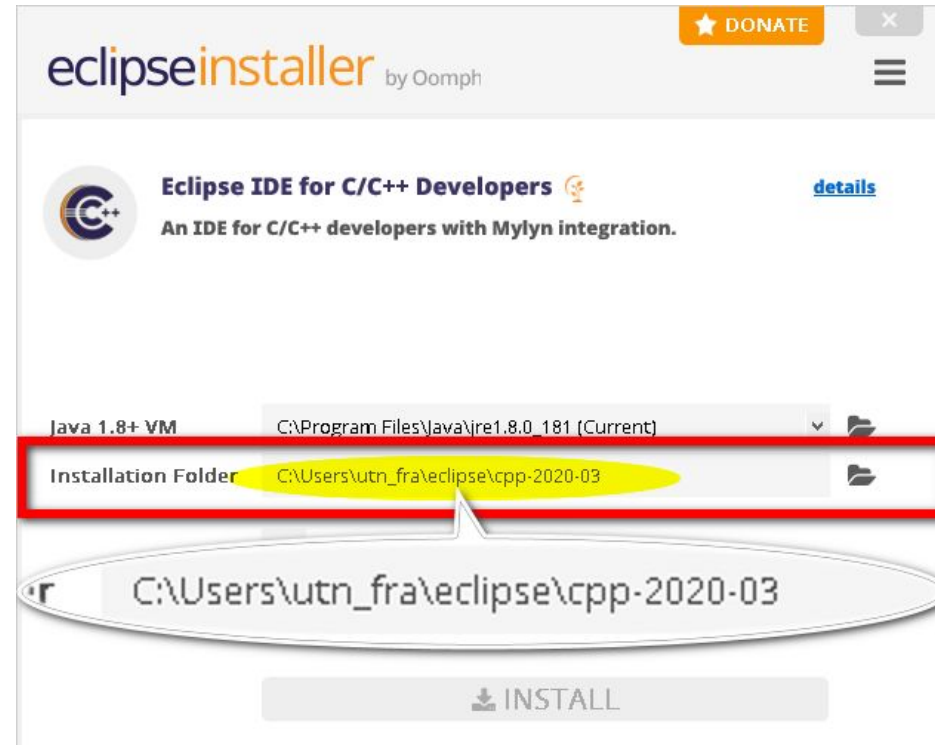 DONATE
eclipseinstaller by Oomph
Eclipse IDE for C/C++ Developers
details
C++
An IDE for C/C++ developers with Mylyn integration.
Java 1.8+ VM C:\Program Files\Java\jre1.8.0_181 (Current)
Installation Folder C:\Users\utn_fra\eclipse\cpp-2020-03
r C:\Users\utn_fra\eclipse\cpp-2020-03
INSTALL